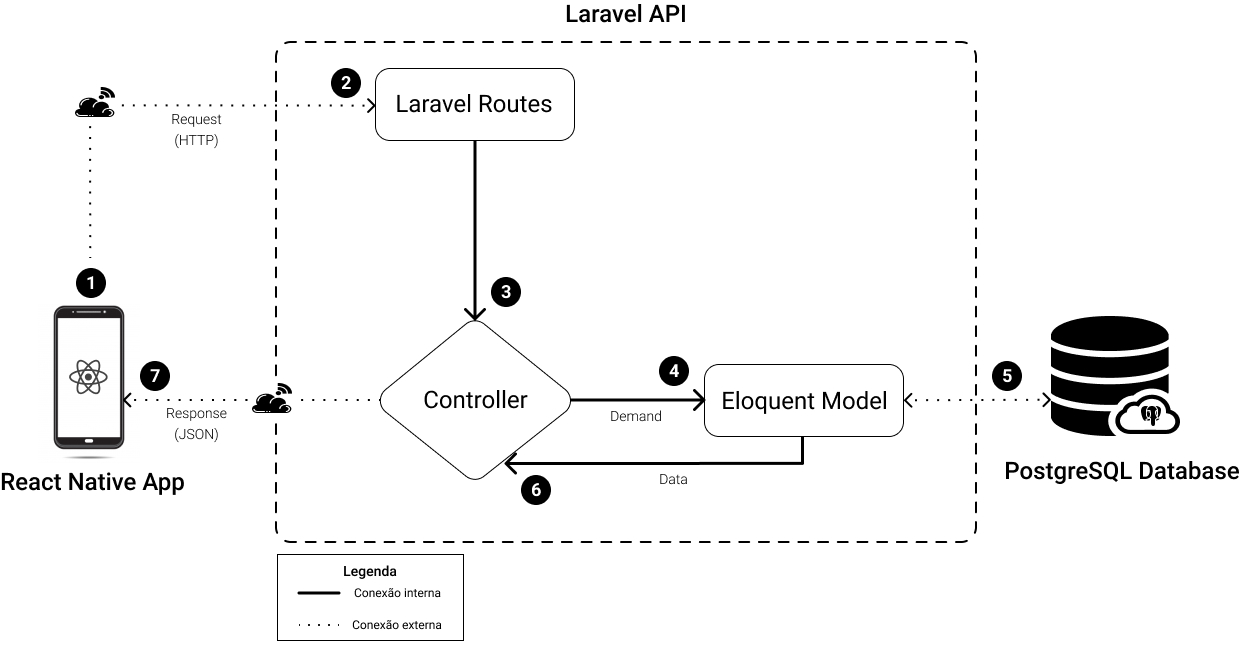 Laravel API
2
Laravel Routes
Request
(HTTP)
1
3
7
Response
(JSON)
Controller
4
Demand
Eloquent Model
5
6
Data
React Native App
PostgreSQL Database
Legenda
Conexão interna
Conexão externa